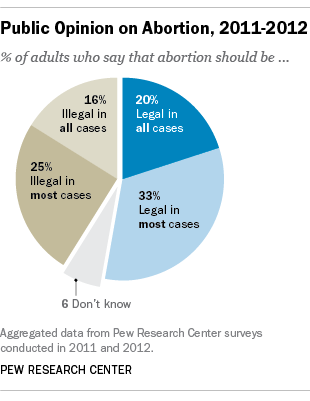 Public Opinion on Abortion, 2011-2012
% of adults who say that abortion should be ...
16%
Illegal in
all cases
20%
Legal in
all cases
25%
Illegal in
most cases
33%
Legal in
most cases
6 Don't know
Aggregated data from Pew Research Center surveys
conducted in 2011 and 2012.
PEW RESEARCH CENTER